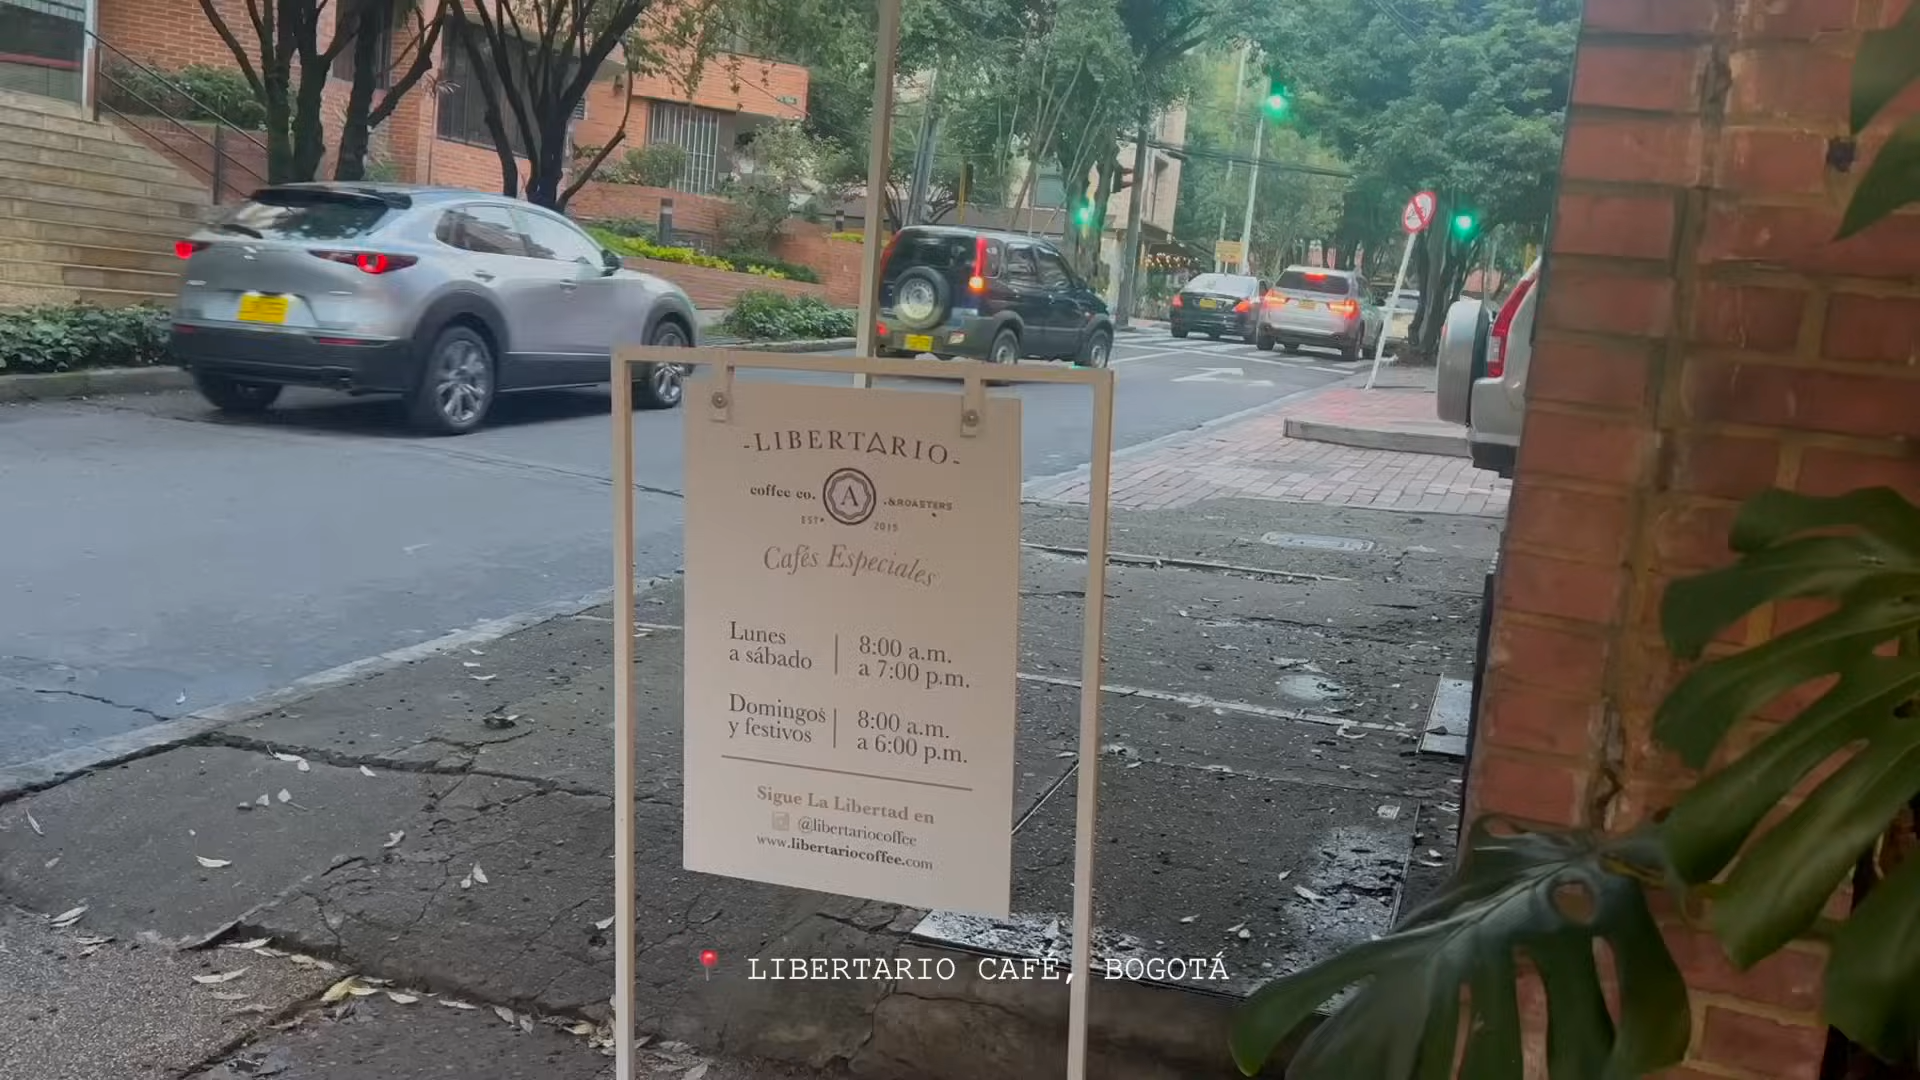 -LIBERTARIO-
coffee co. A .&ROASTERS
EST• 2015
Cafés Especiales
Lunes
a sábado
8:00 a.m.
a 7:00 p.m.
Domingos
y festivos
8:00 a.m.
a 6:00 p.m.
Sigue La Libertad en
@libertariocoffee
www.libertariocoffee.com
📍 LIBERTARIO CAFÉ, BOGOTÁ